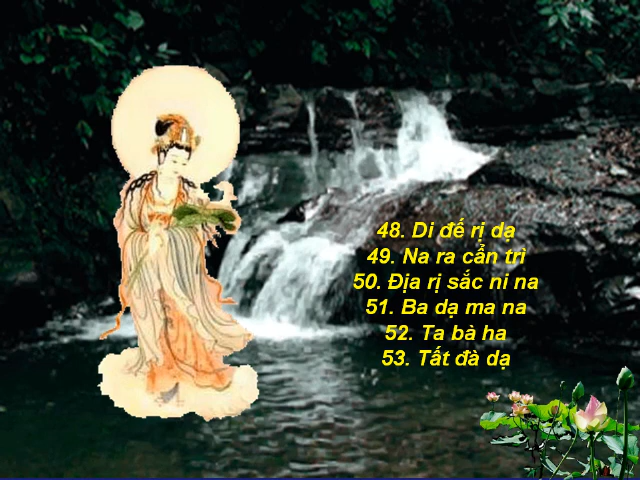 48. Di đế rị dạ
49. Na ra cẩn trì
50. Địa rị sắc ni na
51. Ba dạ ma na
52. Ta bà ha
53. Tất đà dạ